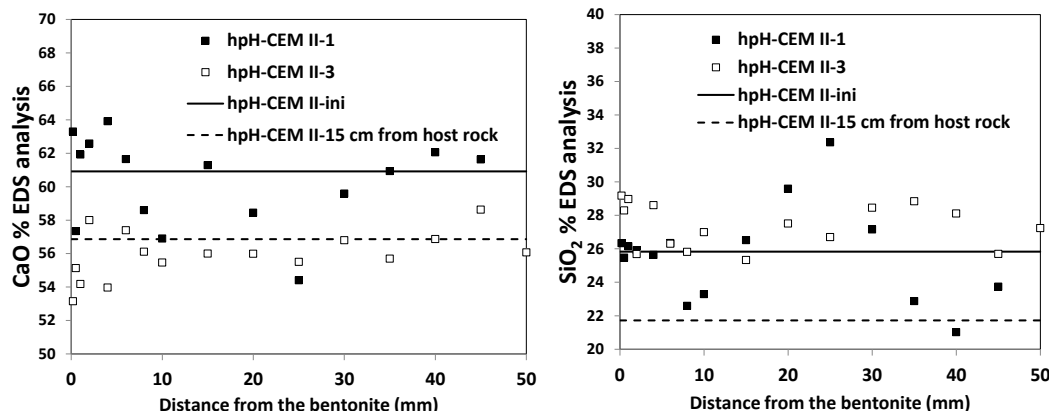 70
68
66
64
62
60
58
56
54
52
50
CaO % EDS analysis
hpH-CEM II-1
hpH-CEM II-3
hpH-CEM II-ini
hpH-CEM II-15 cm from host rock
0 10 20 30 40 50
Distance from the bentonite (mm)
40
38
36
34
32
30
28
26
24
22
20
SiO2 % EDS analysis
hpH-CEM II-1
hpH-CEM II-3
hpH-CEM II-ini
hpH-CEM II-15 cm from host rock
0 10 20 30 40 50
Distance from the bentonite (mm)